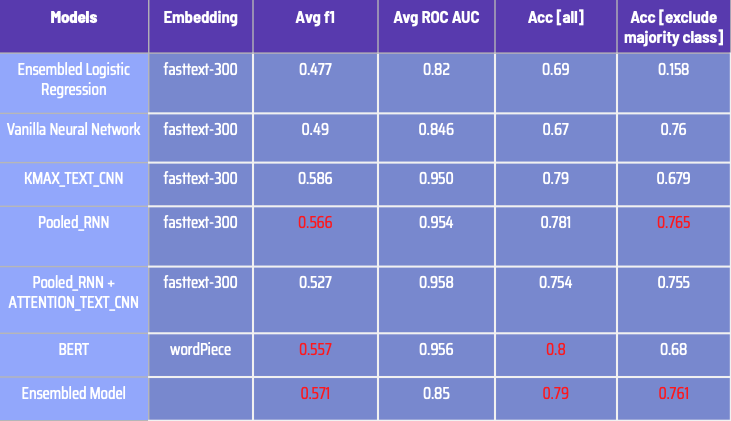 Models Embedding Avg f1 Avg ROC AUC Acc [all] Acc [exclude
majority class]
Ensembled Logistic fasttext-300 0.477 0.82 0.69 0.158
Regression
Vanilla Neural Network fasttext-300 0.49 0.846 0.67 0.76
KMAX_TEXT_CNN fasttext-300 0.586 0.950 0.79 0.679
Pooled_RNN fasttext-300 0.566 0.954 0.781 0.765
Pooled_RNN + fasttext-300 0.527 0.958 0.754 0.755
ATTENTION_TEXT_CNN
BERT wordPiece 0.557 0.956 0.8 0.68
Ensembled Model 0.571 0.85 0.79 0.761